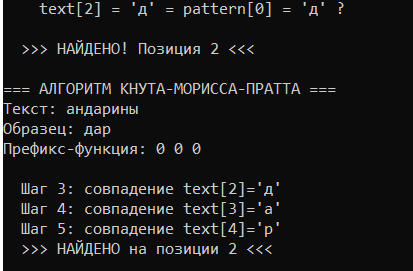 text[2] = 'д' = pattern[0] = 'д' ?
>>> НАЙДЕНО! Позиция 2 <<<
=== АЛГОРИТМ КНУТА-МОРИССА-ПРАТТА ===
Текст: андарины
Образец: дар
Префикс-функция: 0 0 0
Шаг 3: совпадение text[2]='д'
Шаг 4: совпадение text[3]='а'
Шаг 5: совпадение text[4]='р'
>>> НАЙДЕНО на позиции 2 <<<